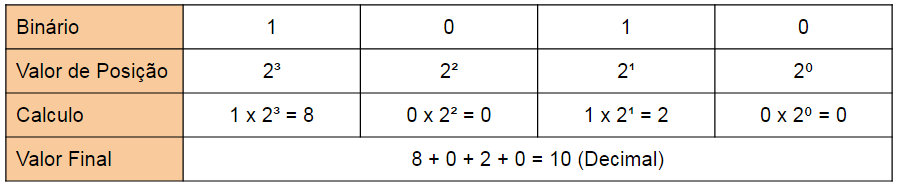 Binário 1 0 1 0
Valor de Posição 2³ 2² 2¹ 2⁰
Calculo 1 x 2³ = 8 0 x 2² = 0 1 x 2¹ = 2 0 x 2⁰ = 0
Valor Final 8 + 0 + 2 + 0 = 10 (Decimal)